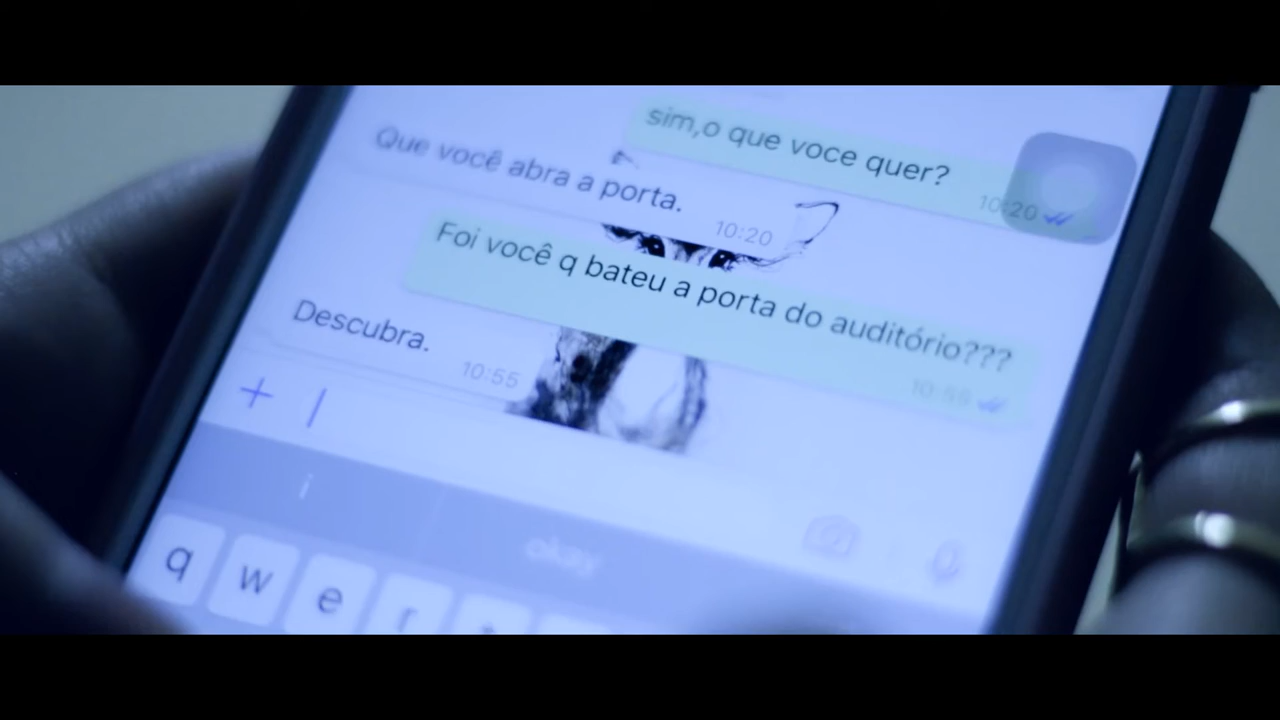 sim,o que voce quer?
10:20
Que você abra a porta.
10:20
Foi você q bateu a porta do auditório???
Descubra.
10:55
i
okay
q w e r t